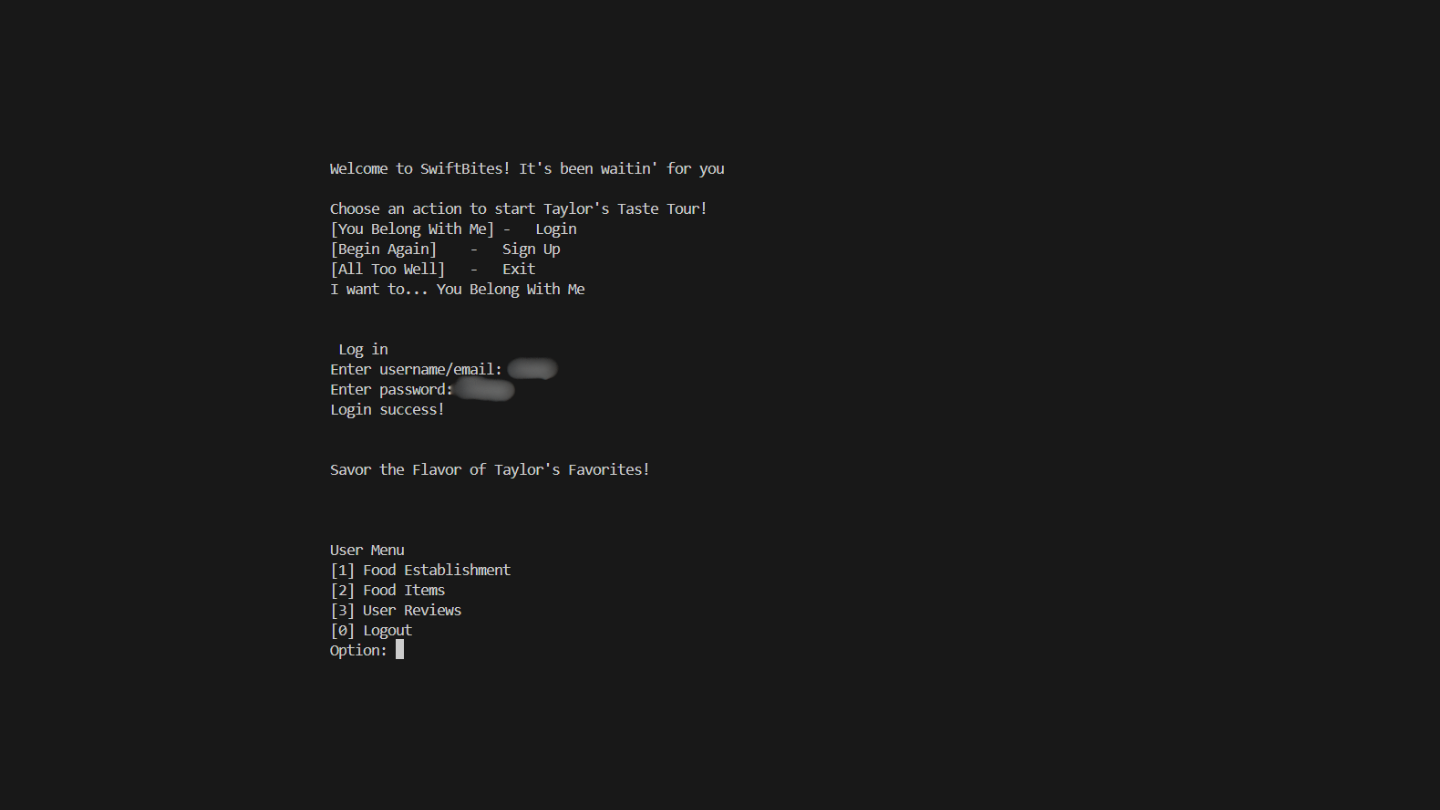 Welcome to SwiftBites! It's been waitin' for you
Choose an action to start Taylor's Taste Tour!
[You Belong With Me] -   Login
[Begin Again]    -   Sign Up
[All Too Well]   -   Exit
I want to... You Belong With Me
Log in
Enter username/email:
Enter password:
Login success!
Savor the Flavor of Taylor's Favorites!
User Menu
[1] Food Establishment
[2] Food Items
[3] User Reviews
[0] Logout
Option: